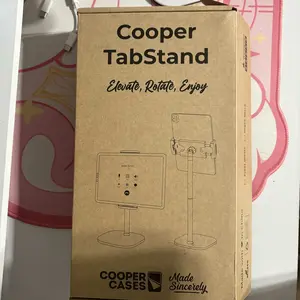 Cooper
TabStand
Elevate, Rotate, Enjoy
COOPER
CASES
Made
Sincerely